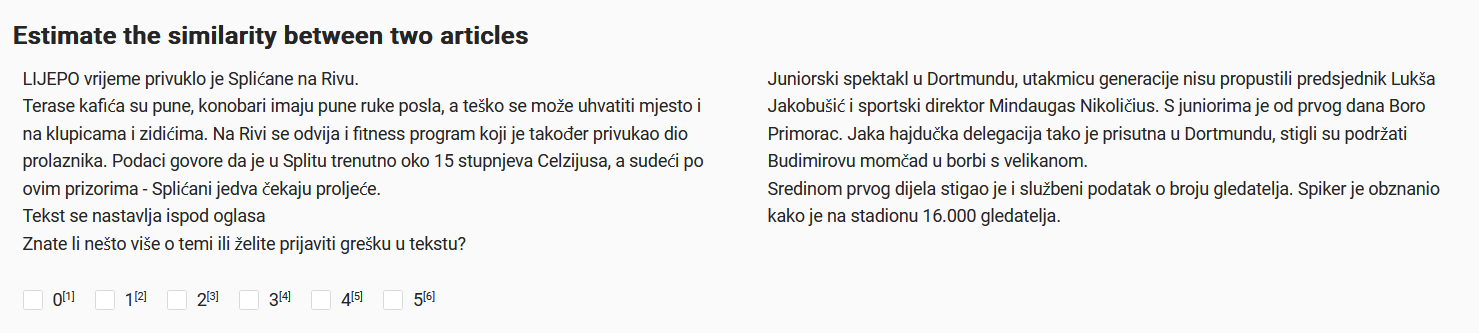 Estimate the similarity between two articles
LIJEPO vrijeme privuklo je Splićane na Rivu.
Terase kafića su pune, konobari imaju pune ruke posla, a teško se može uhvatiti mjesto i
na klupicama i zidićima. Na Rivi se odvija i fitness program koji je također privukao dio
prolaznika. Podaci govore da je u Splitu trenutno oko 15 stupnjeva Celzijusa, a sudeći po
ovim prizorima - Splićani jedva čekaju proljeće.
Tekst se nastavlja ispod oglasa
Znate li nešto više o temi ili želite prijaviti grešku u tekstu?
Juniorski spektakl u Dortmundu, utakmicu generacije nisu propustili predsjednik Lukša
Jakobušić i sportski direktor Mindaugas Nikoličius. S juniorima je od prvog dana Boro
Primorac. Jaka hajdučka delegacija tako je prisutna u Dortmundu, stigli su podržati
Budimirovu momčad u borbi s velikanom.
Sredinom prvog dijela stigao je i službeni podatak o broju gledatelja. Spiker je obznanio
kako je na stadionu 16.000 gledatelja.
0[1] 1[2] 2[3] 3[4] 4[5] 5[6]